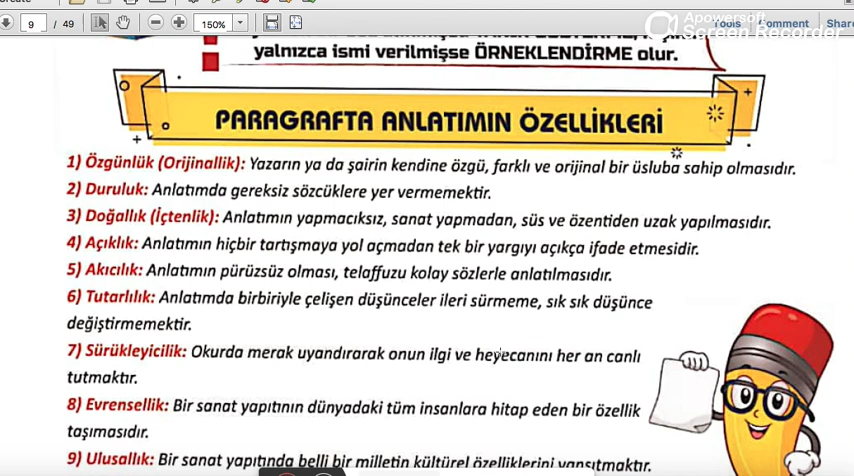 9 / 49
150%
Tools
Comment
Share
Apowersoft
Screen Recorder
yalnızca ismi verilmişse ÖRNEKLENDİRME olur.
PARAGRAFTA ANLATIMIN ÖZELLİKLERİ
1) Özgünlük (Orijinallik): Yazarın ya da şairin kendine özgü, farklı ve orijinal bir üsluba sahip olmasıdır.
2) Duruluk: Anlatımda gereksiz sözcüklere yer vermemektir.
3) Doğallık (İçtenlik): Anlatımın yapmacıksız, sanat yapmadan, süs ve özentiden uzak yapılmasıdır.
4) Açıklık: Anlatımın hiçbir tartışmaya yol açmadan tek bir yargıyı açıkça ifade etmesidir.
5) Akıcılık: Anlatımın pürüzsüz olması, telaffuzu kolay sözlerle anlatılmasıdır.
6) Tutarlılık: Anlatımda birbiriyle çelişen düşünceler ileri sürmeme, sık sık düşünce
değiştirmemektir.
7) Sürükleyicilik: Okurda merak uyandırarak onun ilgi ve heyecanını her an canlı
tutmaktır.
8) Evrensellik: Bir sanat yapıtının dünyadaki tüm insanlara hitap eden bir özellik
taşımasıdır.
9) Ulusallık: Bir sanat yapıtında belli bir milletin kültürel özelliklerini yansıtmaktır.